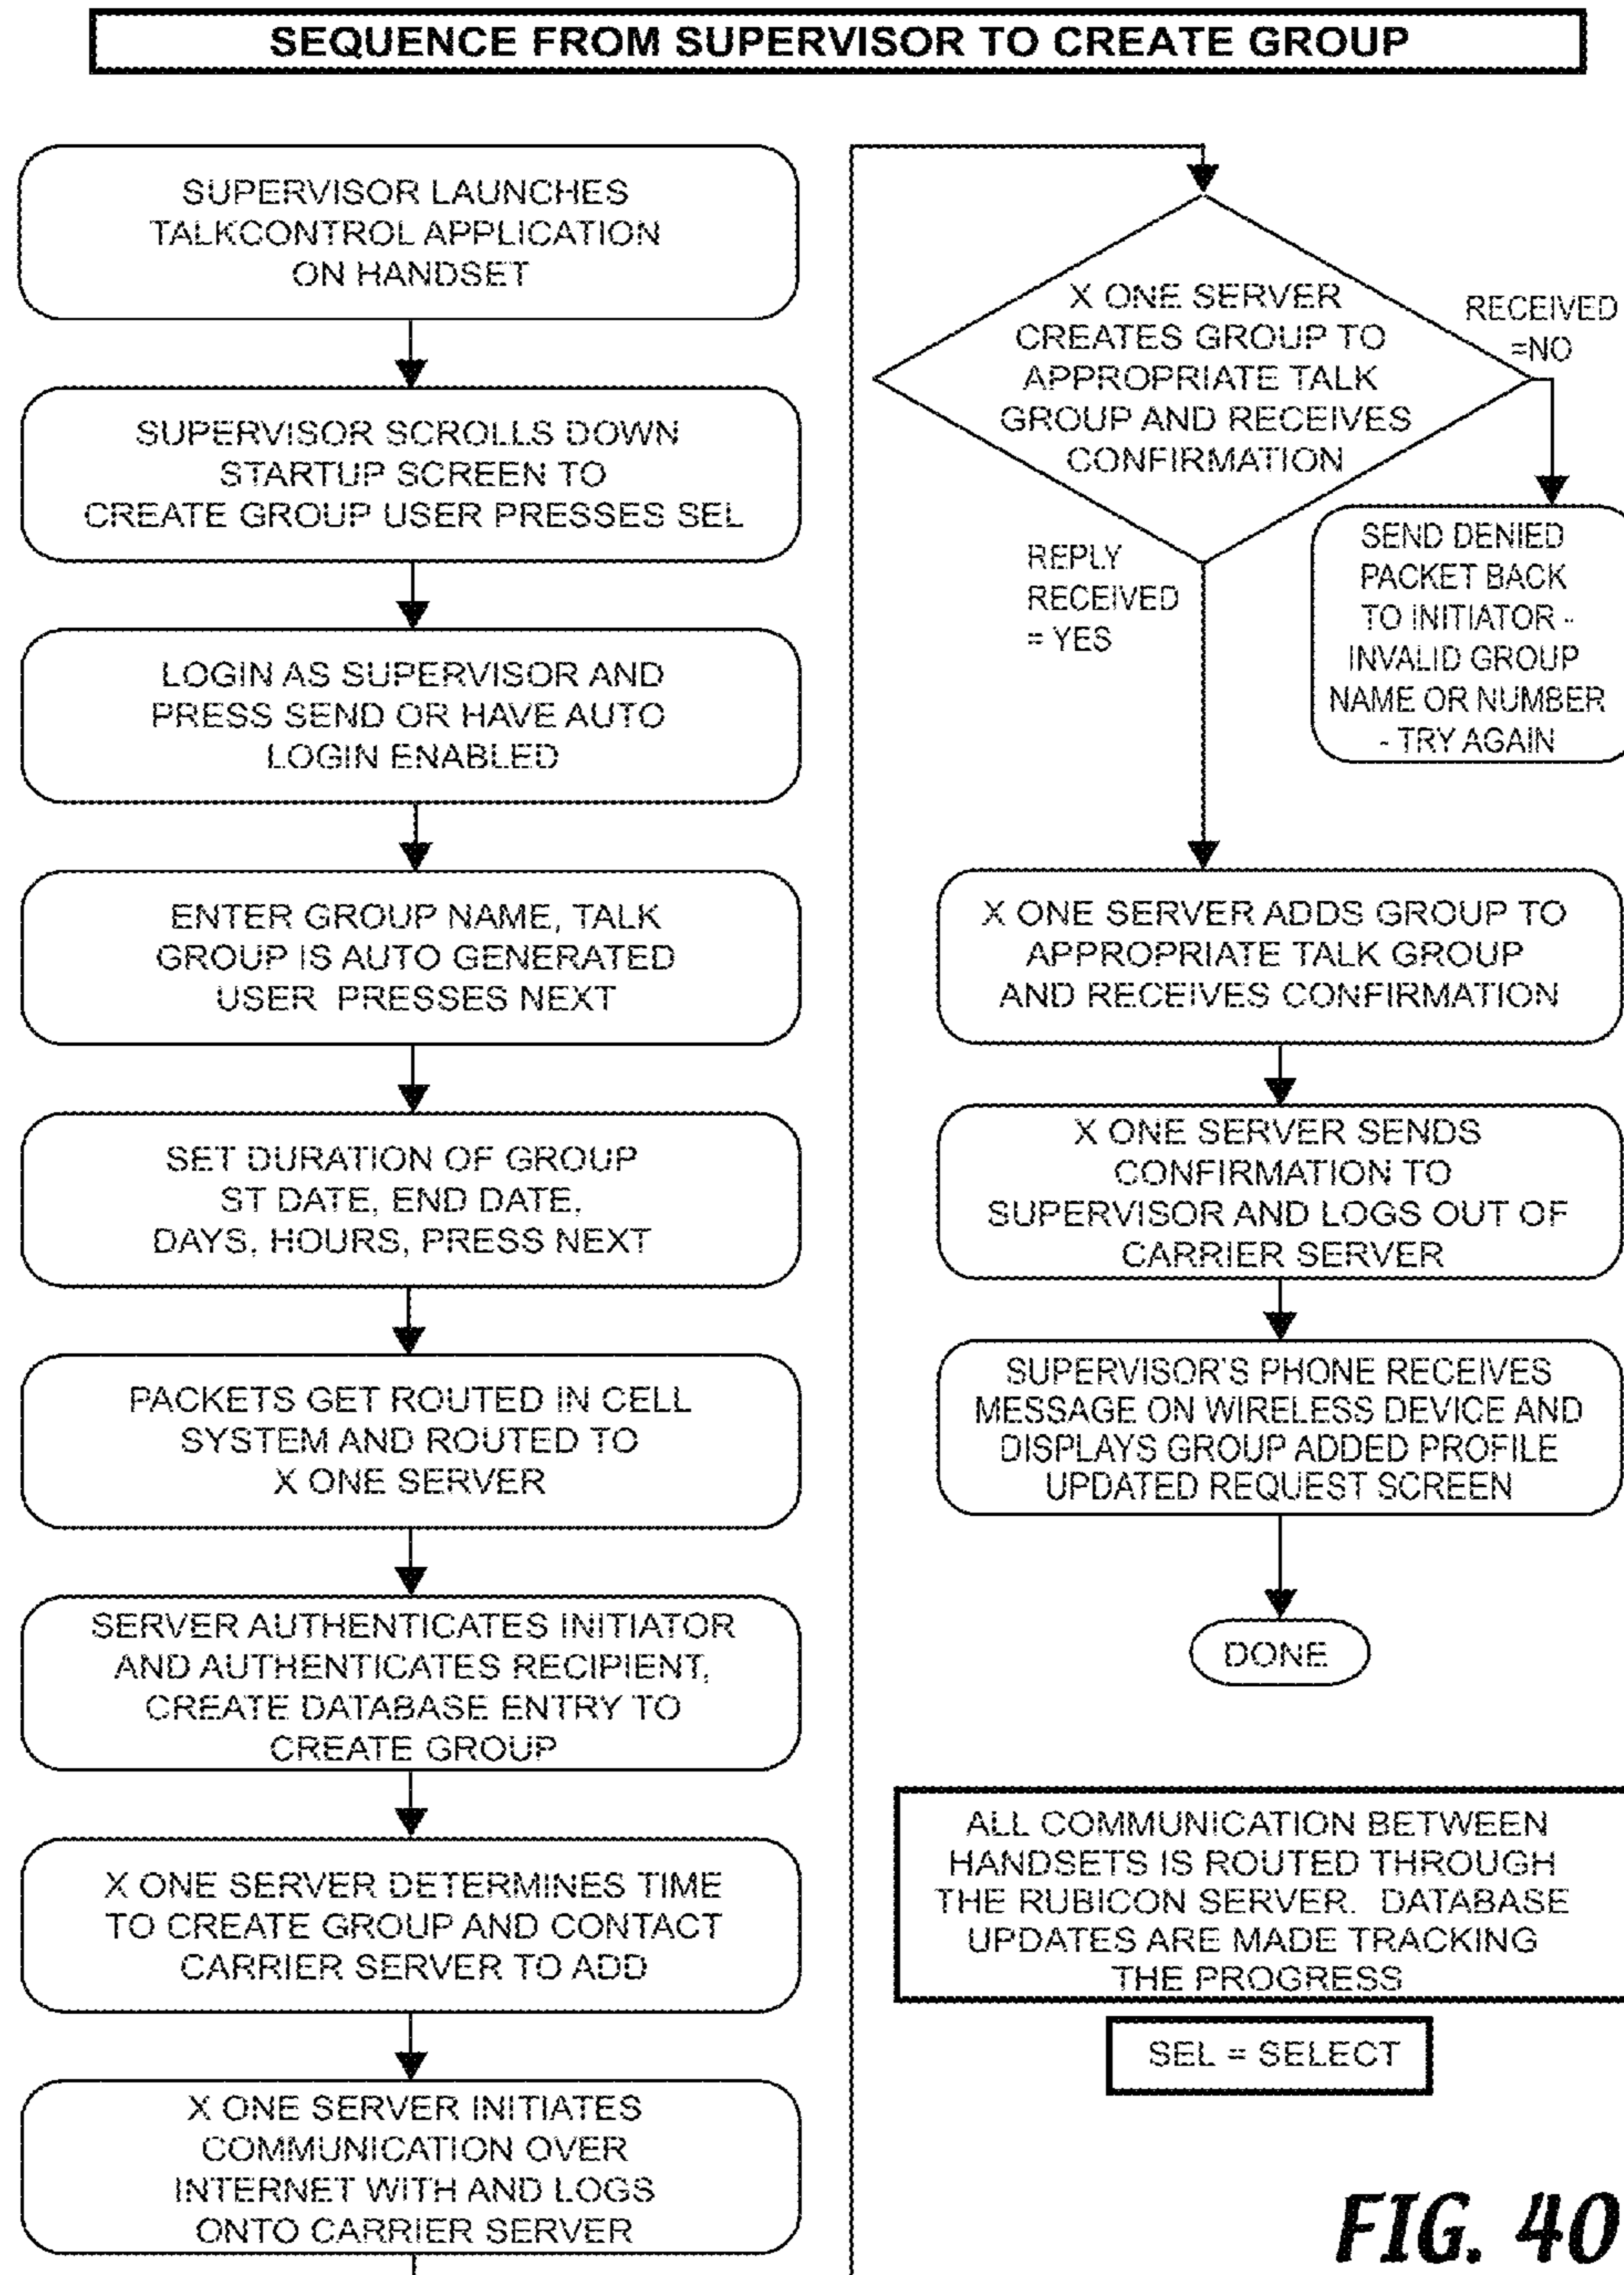 SEQUENCE FROM SUPERVISOR TO CREATE GROUP
SUPERVISOR LAUNCHES
TALKCONTROL APPLICATION
ON HANDSET
SUPERVISOR SCROLLS DOWN
STARTUP SCREEN TO
CREATE GROUP USER PRESSES SEL
LOGIN AS SUPERVISOR AND
PRESS SEND OR HAVE AUTO
LOGIN ENABLED
ENTER GROUP NAME, TALK
GROUP IS AUTO GENERATED
USER PRESSES NEXT
SET DURATION OF GROUP
ST DATE, END DATE,
DAYS, HOURS, PRESS NEXT
PACKETS GET ROUTED IN CELL
SYSTEM AND ROUTED TO
X ONE SERVER
SERVER AUTHENTICATES INITIATOR
AND AUTHENTICATES RECIPIENT,
CREATE DATABASE ENTRY TO
CREATE GROUP
X ONE SERVER DETERMINES TIME
TO CREATE GROUP AND CONTACT
CARRIER SERVER TO ADD
X ONE SERVER INITIATES
COMMUNICATION OVER
INTERNET WITH AND LOGS
ONTO CARRIER SERVER
X ONE SERVER
CREATES GROUP TO
APPROPRIATE TALK
GROUP AND RECEIVES
CONFIRMATION
RECEIVED
=NO
SEND DENIED
PACKET BACK
TO INITIATOR -
INVALID GROUP
NAME OR NUMBER
- TRY AGAIN
REPLY
RECEIVED
= YES
X ONE SERVER ADDS GROUP TO
APPROPRIATE TALK GROUP
AND RECEIVES CONFIRMATION
X ONE SERVER SENDS
CONFIRMATION TO
SUPERVISOR AND LOGS OUT OF
CARRIER SERVER
SUPERVISOR'S PHONE RECEIVES
MESSAGE ON WIRELESS DEVICE AND
DISPLAYS GROUP ADDED PROFILE
UPDATED REQUEST SCREEN
DONE
ALL COMMUNICATION BETWEEN
HANDSETS IS ROUTED THROUGH
THE RUBICON SERVER. DATABASE
UPDATES ARE MADE TRACKING
THE PROGRESS
SEL = SELECT
FIG. 40